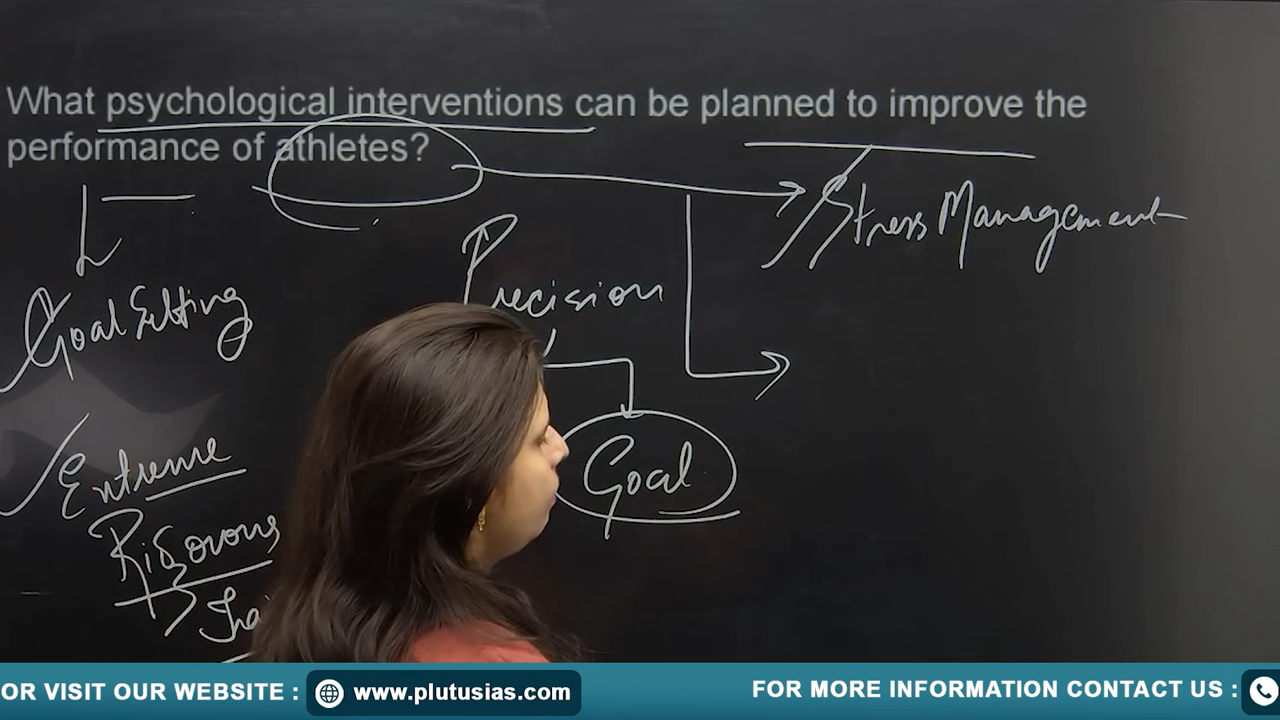 What psychological interventions can be planned to improve the
performance of athletes?
Stress Management
Precision
Goal Setting
Goal
Extreme
Rigorous
OR VISIT OUR WEBSITE :
www.plutusias.com
FOR MORE INFORMATION CONTACT US :